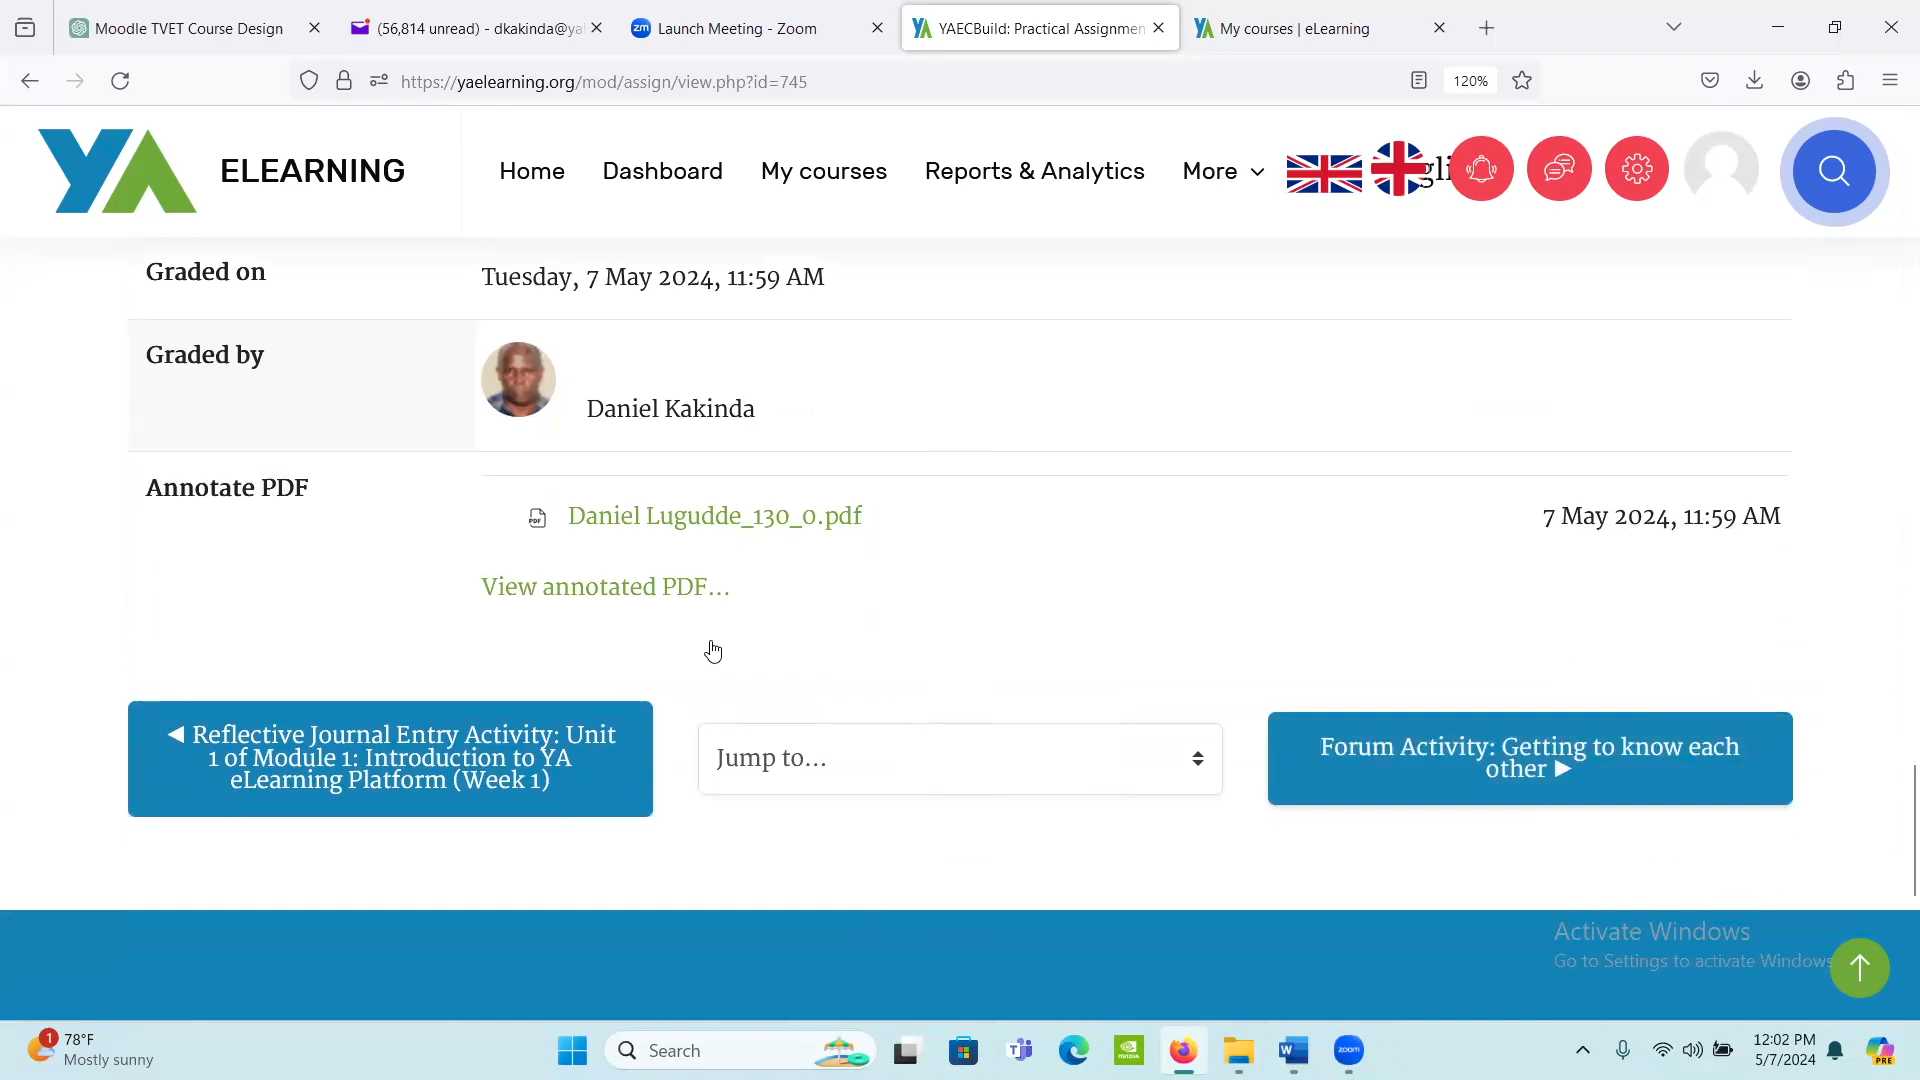 Moodle TVET Course Design
(56,814 unread) - dkakinda@ya
Launch Meeting - Zoom
YAECBuild: Practical Assignmen
My courses | eLearning
https://yaelearning.org/mod/assign/view.php?id=745
120%
YA
ELEARNING
Home
Dashboard
My courses
Reports & Analytics
More
gli
Graded on
Tuesday, 7 May 2024, 11:59 AM
Graded by
Daniel Kakinda
Annotate PDF
Daniel Lugudde_130_0.pdf
7 May 2024, 11:59 AM
View annotated PDF...
◀ Reflective Journal Entry Activity: Unit
1 of Module 1: Introduction to YA
eLearning Platform (Week 1)
Jump to...
Forum Activity: Getting to know each
other ▶
Activate Windows
Go to Settings to activate Windows
1
78°F
Mostly sunny
Search
zoom
12:02 PM
5/7/2024
PRE